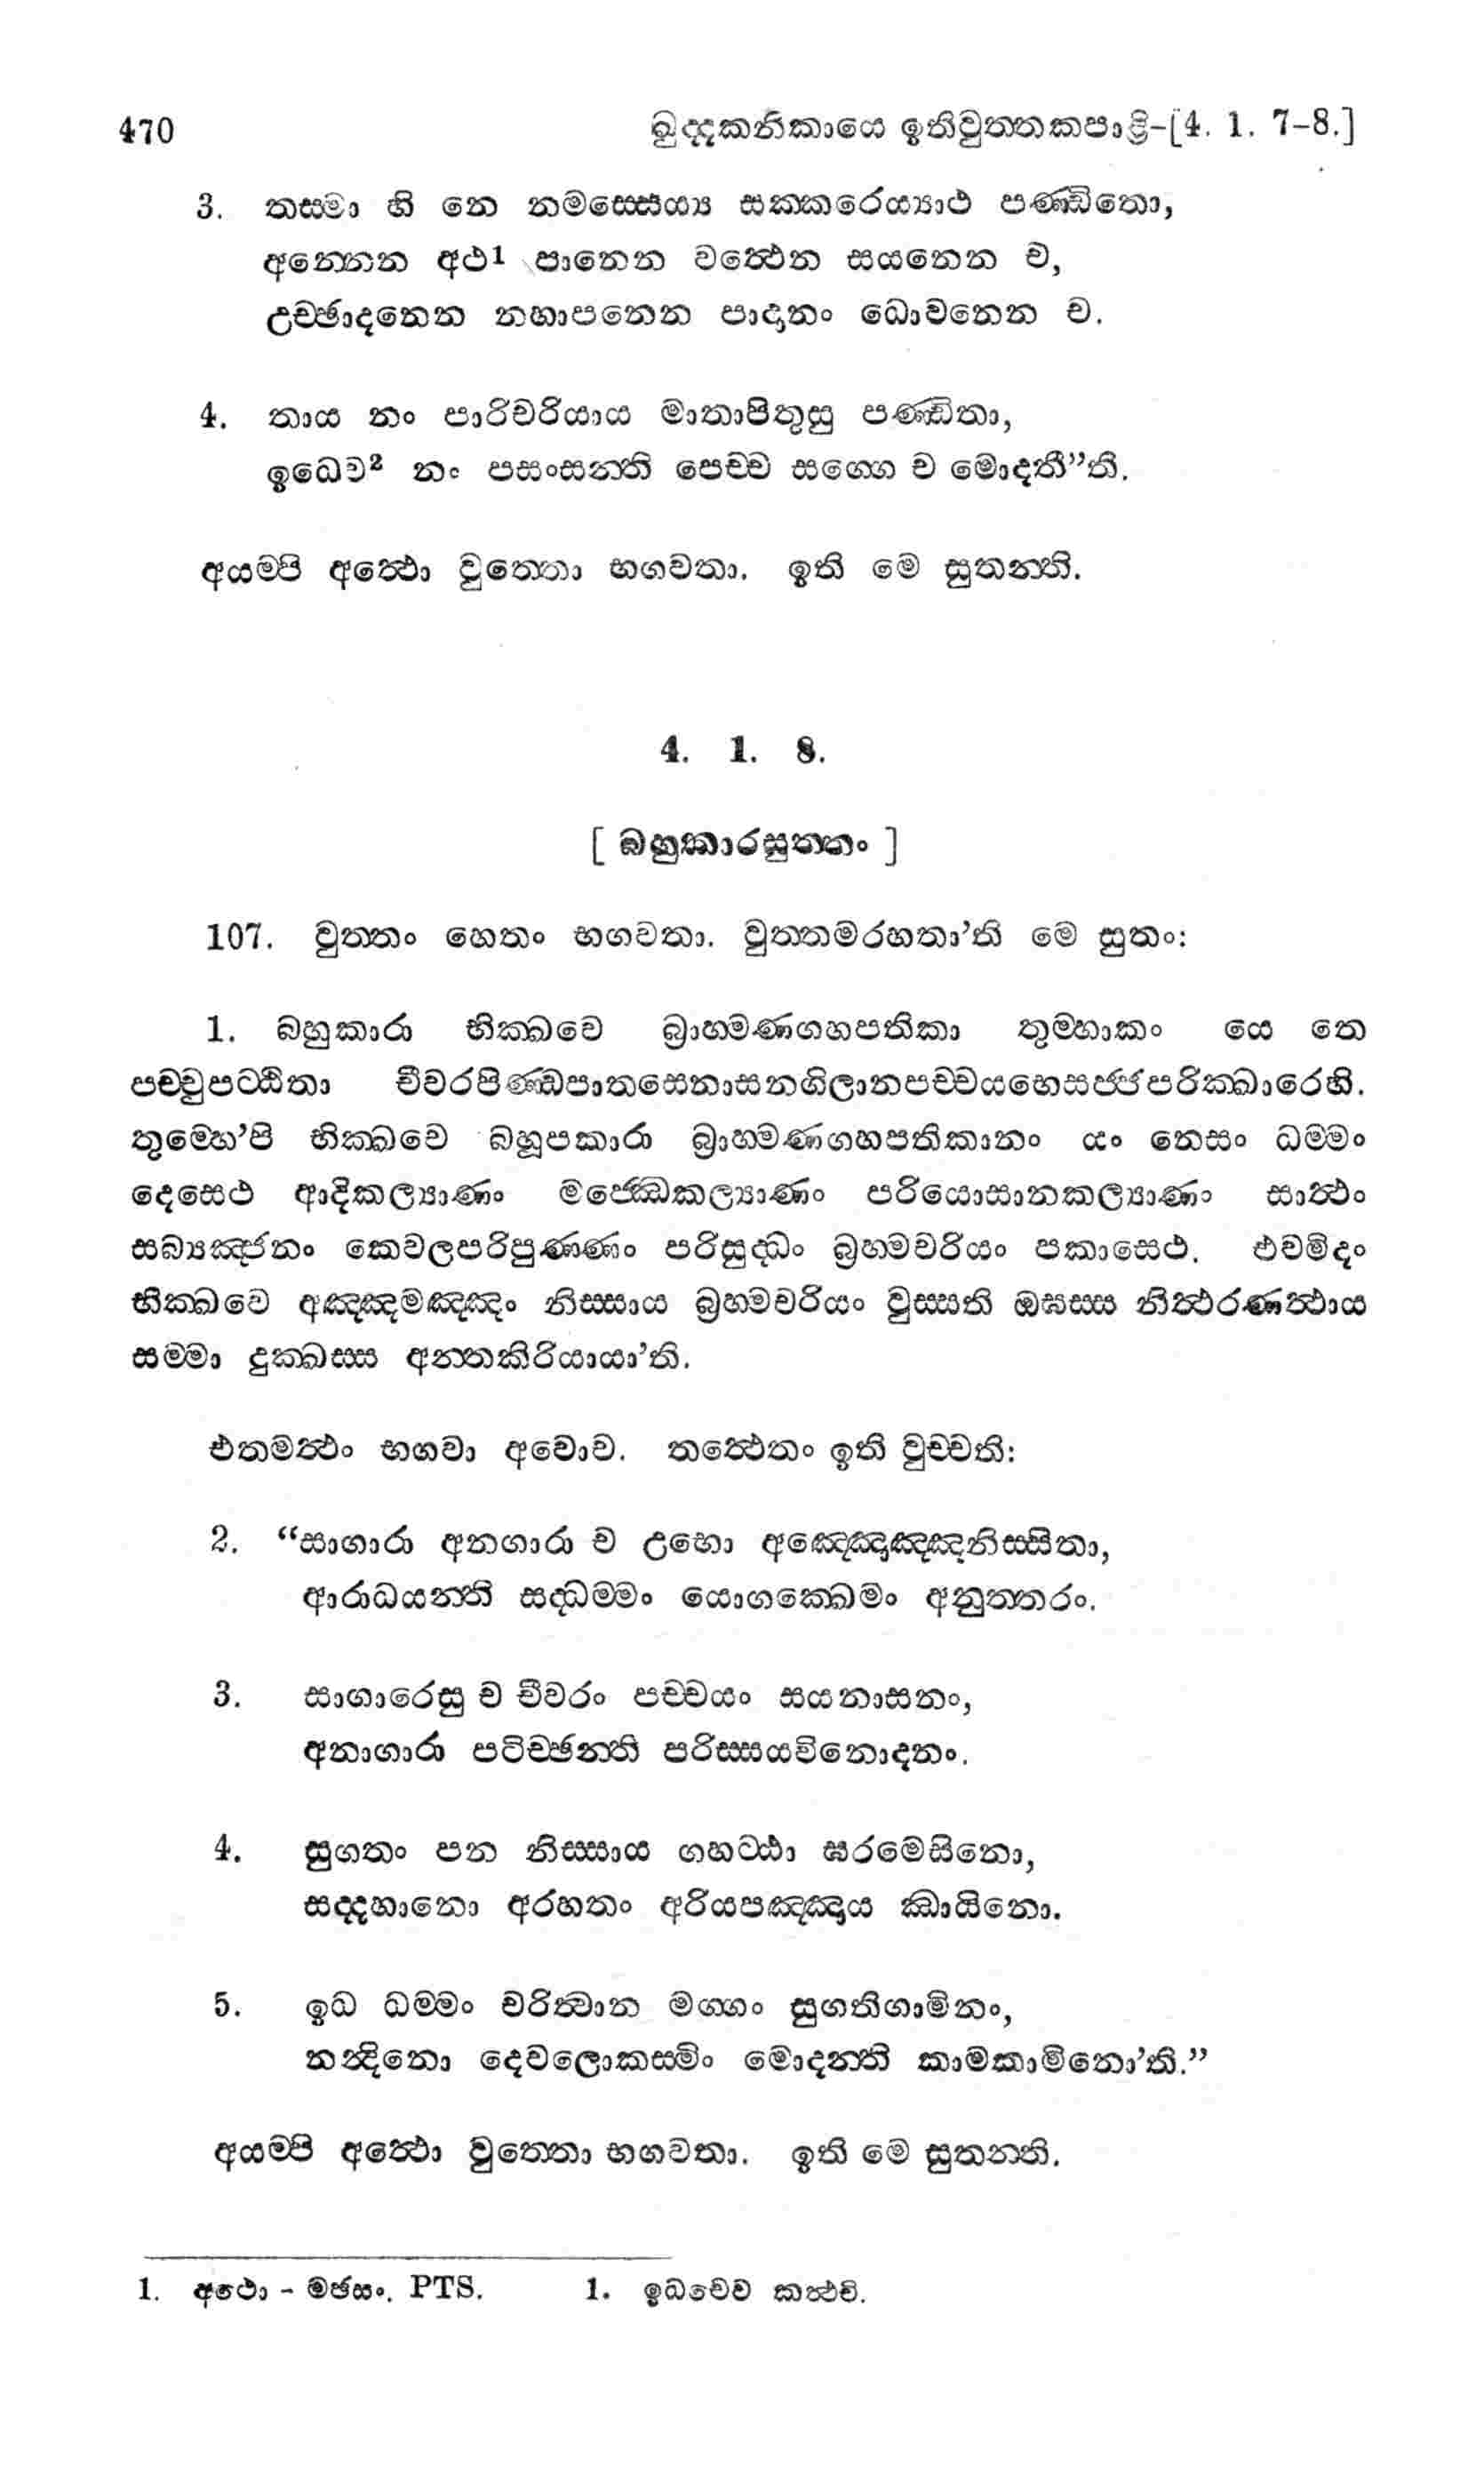 470 ඛුද්දකනිකායෙ ඉතිවුත්තකපාළි-[4. 1. 7-8.]
3. තස්මා හි නෙ නමස්සෙය්‍ය සක්කරෙය්‍යාථ පණ්ඩිතො,
අන්නෙන අථ¹ පානෙන වත්ථෙන සයනෙන ච,
උච්ඡාදනෙන නහාපනෙන පාදානං ධොවනෙන ච.
4. තාය නං පාරිචරියාය මාතාපිතූසු පණ්ඩිතා,
ඉධෙව² නං පසංසන්ති පෙච්ච සග්ගෙ ච මොදතී”ති.
අයම්පි අත්ථො වුත්තො භගවතා. ඉති මෙ සුතන්ති.
4. 1. 8.
[ බහුකාරසුත්තං ]
107. වුත්තං හෙතං භගවතා. වුත්තමරහතා’ති මෙ සුතං:
1. බහුකාරා භික්ඛවෙ බ්‍රාහ්මණගහපතිකා තුම්හාකං යෙ තෙ
පච්චුපට්ඨිතා චීවරපිණ්ඩපාතසෙනාසනගිලානපච්චයභෙසජ්ජපරික්ඛාරෙහි.
තුම්හෙ’පි භික්ඛවෙ බහූපකාරා බ්‍රාහ්මණගහපතිකානං යං තෙසං ධම්මං
දෙසෙථ ආදිකල්‍යාණං මජ්ඣෙකල්‍යාණං පරියොසානකල්‍යාණං සාත්ථං
සබ්‍යඤ්ජනං කෙවලපරිපුණ්ණං පරිසුද්ධං බ්‍රහ්මචරියං පකාසෙථ. එවමිදං
භික්ඛවෙ අඤ්ඤමඤ්ඤං නිස්සාය බ්‍රහ්මචරියං වුස්සති ඔඝස්ස නිත්ථරණත්ථාය
සම්මා දුක්ඛස්ස අන්තකිරියායා’ති.
එතමත්ථං භගවා අවොච. තත්ථෙතං ඉති වුච්චති:
2. “සාගාරා අනගාරා ච උභො අඤ්ඤොඤ්ඤනිස්සිතා,
ආරාධයන්ති සද්ධම්මං යොගක්ඛෙමං අනුත්තරං.
3. සාගාරෙසු ච චීවරං පච්චයං සයනාසනං,
අනාගාරා පටිච්ඡන්ති පරිස්සයවිනොදනං.
4. සුගතං පන නිස්සාය ගහට්ඨා ඝරමෙසිනො,
සද්දහානො අරහතං අරියපඤ්ඤාය ඣායිනො.
5. ඉධ ධම්මං චරිත්වාන මග්ගං සුගතිගාමිනං,
නන්දිනො දෙවලොකස්මිං මොදන්ති කාමකාමිනො’ති.”
අයම්පි අත්ථො වුත්තො භගවතා. ඉති මෙ සුතන්ති.
1. අථො - මජසං. PTS. 1. ඉධචෙව කත්ථචි.